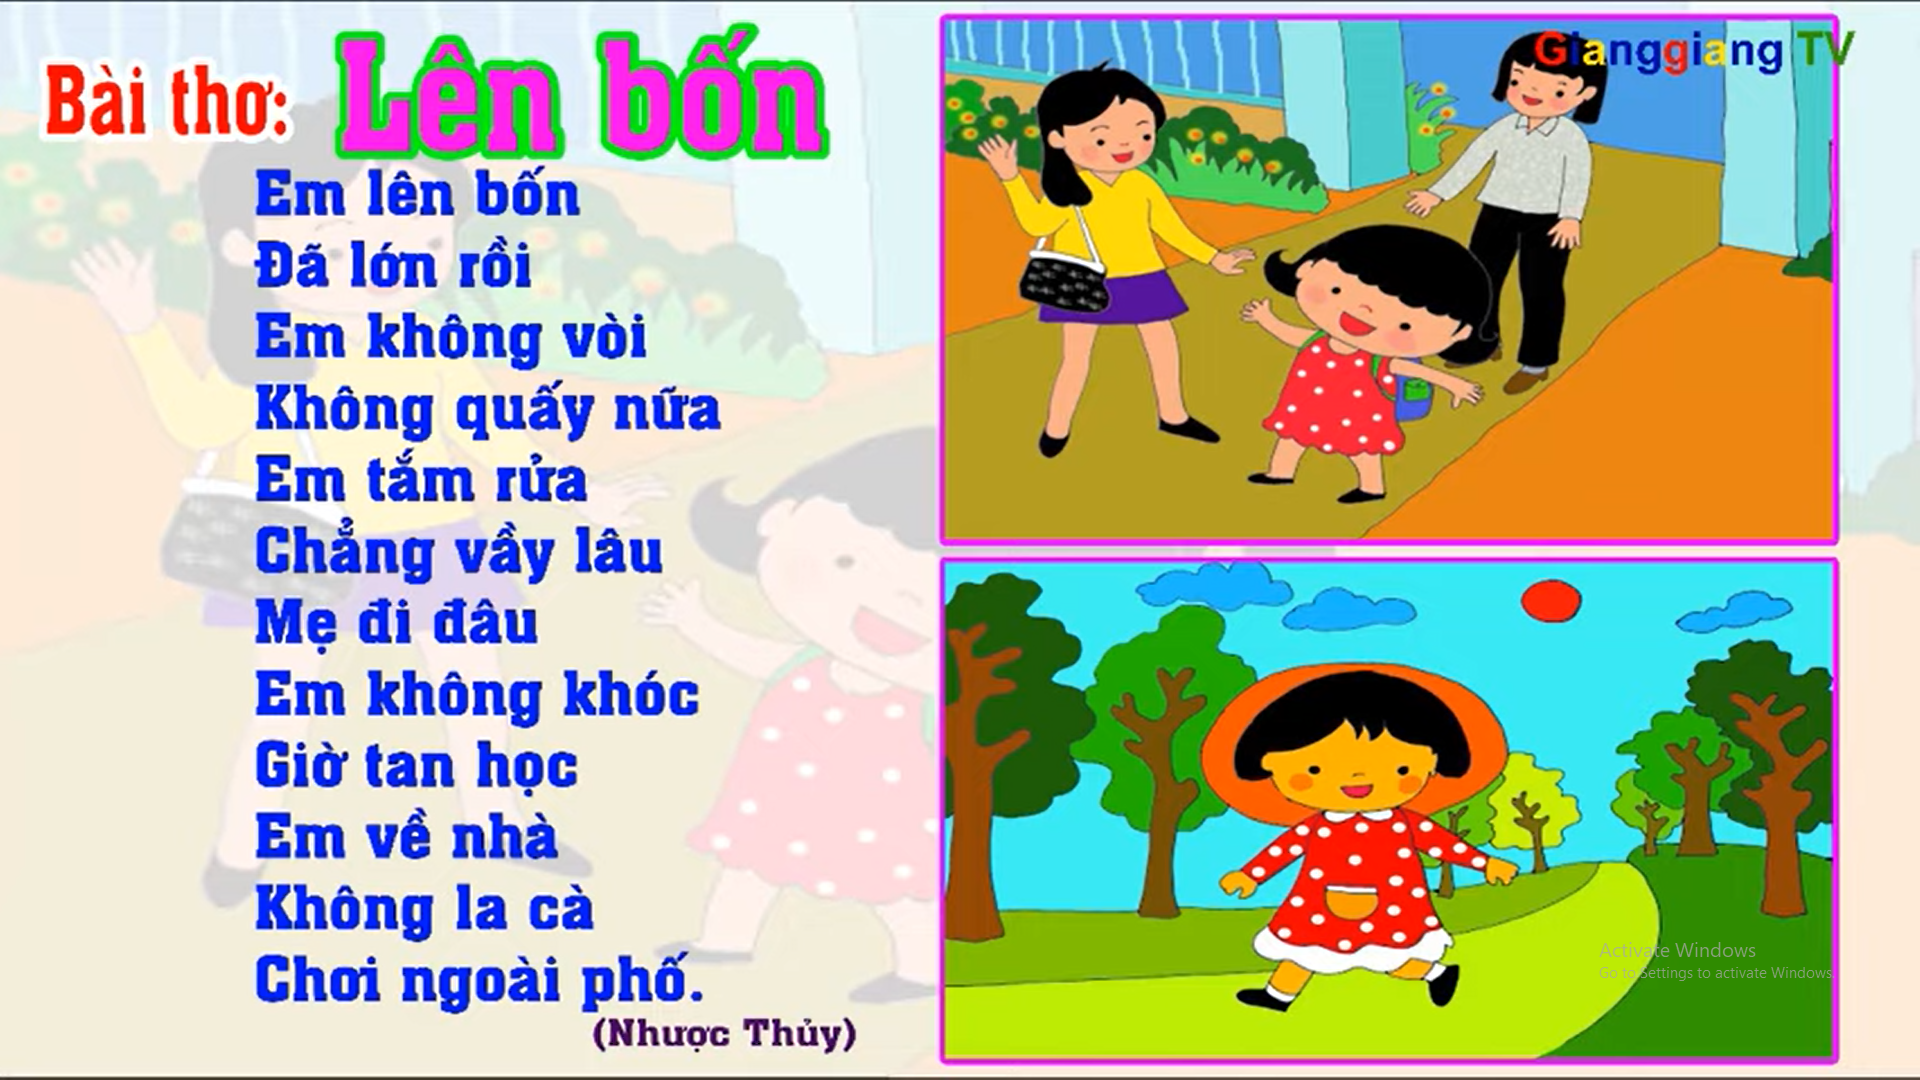 Bài thơ: Lên bốn
Em lên bốn
Đã lớn rồi
Em không vòi
Không quấy nữa
Em tắm rửa
Chẳng vầy lâu
Mẹ đi đâu
Em không khóc
Giờ tan học
Em về nhà
Không la cà
Chơi ngoài phố.
(Nhược Thủy)
Gianggiang TV
Activate Windows
Go to Settings to activate Windows.